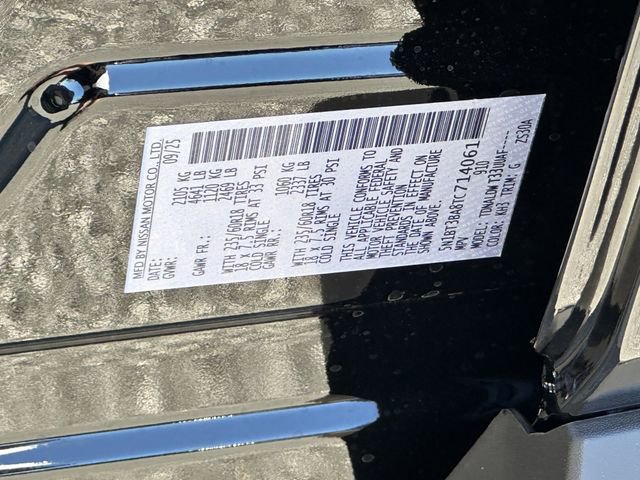 MFD BY NISSAN MOTOR CO.,LTD.
DATE: 09/25
GVWR: 2105 KG
4641 LB
GAWR FR.: 1120 KG
2469 LB
WITH 235/60R18 TIRES
18 X 7.5 RIMS AT 33 PSI
COLD SINGLE
GAWR RR.: 1060 KG
2337 LB
WITH 235/60R18 TIRES
18 X 7.5 RIMS AT 30 PSI
COLD SINGLE
THIS VEHICLE CONFORMS TO
ALL APPLICABLE FEDERAL
MOTOR VEHICLE SAFETY AND
THEFT PREVENTION
STANDARDS IN EFFECT ON
THE DATE OF MANUFACTURE
SHOWN ABOVE.
5N1BT3BA8TC714061
MPV 910
MODEL:
COLOR: KH3 TRIM: G 2S30A